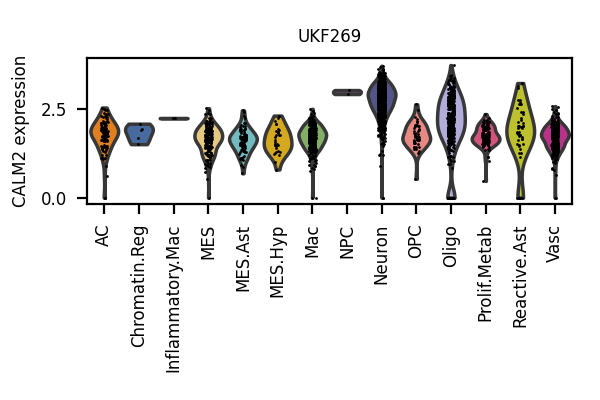 UKF269
CALM2 expression
2.5
0.0
AC
Chromatin.Reg
Inflammatory.Mac
MES
MES.Ast
MES.Hyp
Mac
NPC
Neuron
OPC
Oligo
Prolif.Metab
Reactive.Ast
Vasc